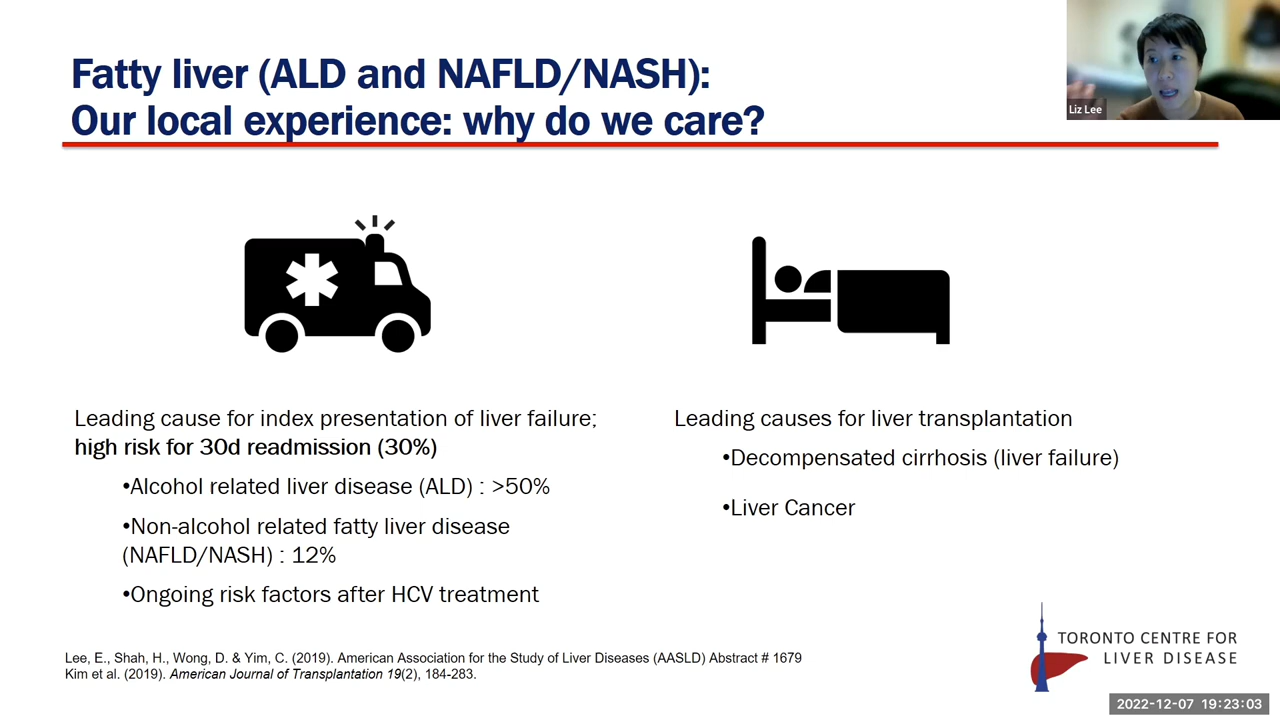 Fatty liver (ALD and NAFLD/NASH):
Our local experience: why do we care?
Liz Lee
Leading cause for index presentation of liver failure;
high risk for 30d readmission (30%)
•Alcohol related liver disease (ALD) : >50%
•Non-alcohol related fatty liver disease
(NAFLD/NASH) : 12%
•Ongoing risk factors after HCV treatment
Leading causes for liver transplantation
•Decompensated cirrhosis (liver failure)
•Liver Cancer
Lee, E., Shah, H., Wong, D. & Yim, C. (2019). American Association for the Study of Liver Diseases (AASLD) Abstract # 1679
Kim et al. (2019). American Journal of Transplantation 19(2), 184-283.
TORONTO CENTRE FOR
LIVER DISEASE
2022-12-07 19:23:03